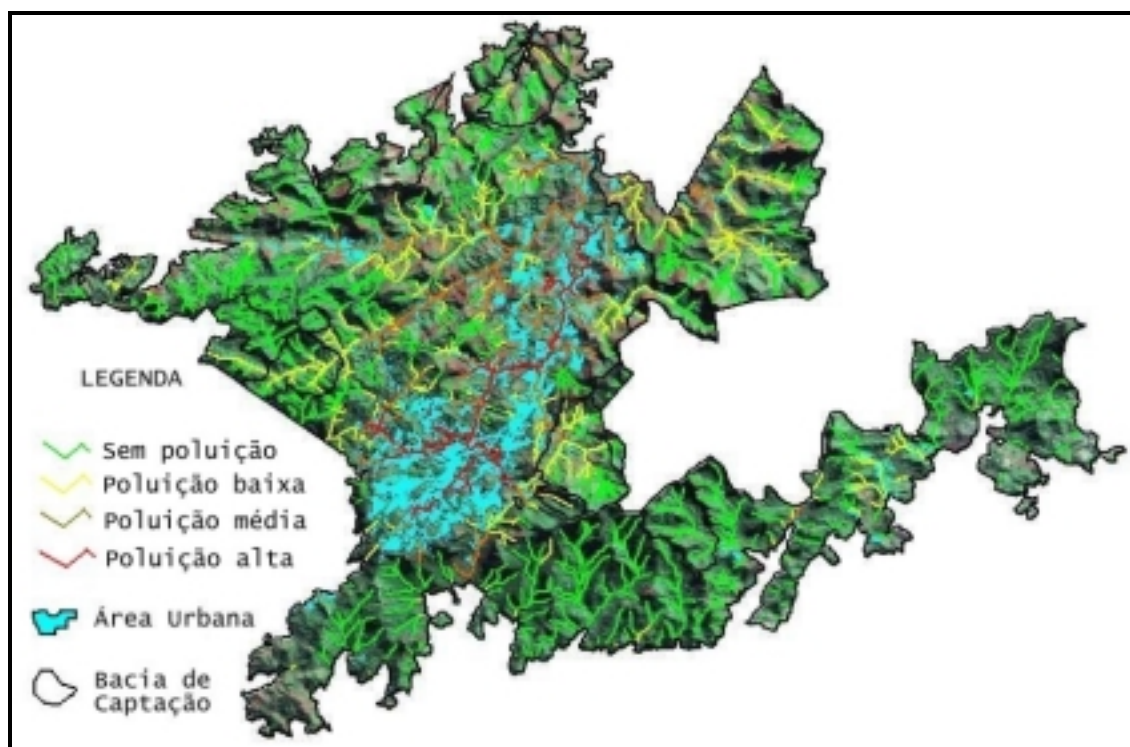 LEGENDA
Sem poluição
Poluição baixa
Poluição média
Poluição alta
Área Urbana
Bacia de
Captação